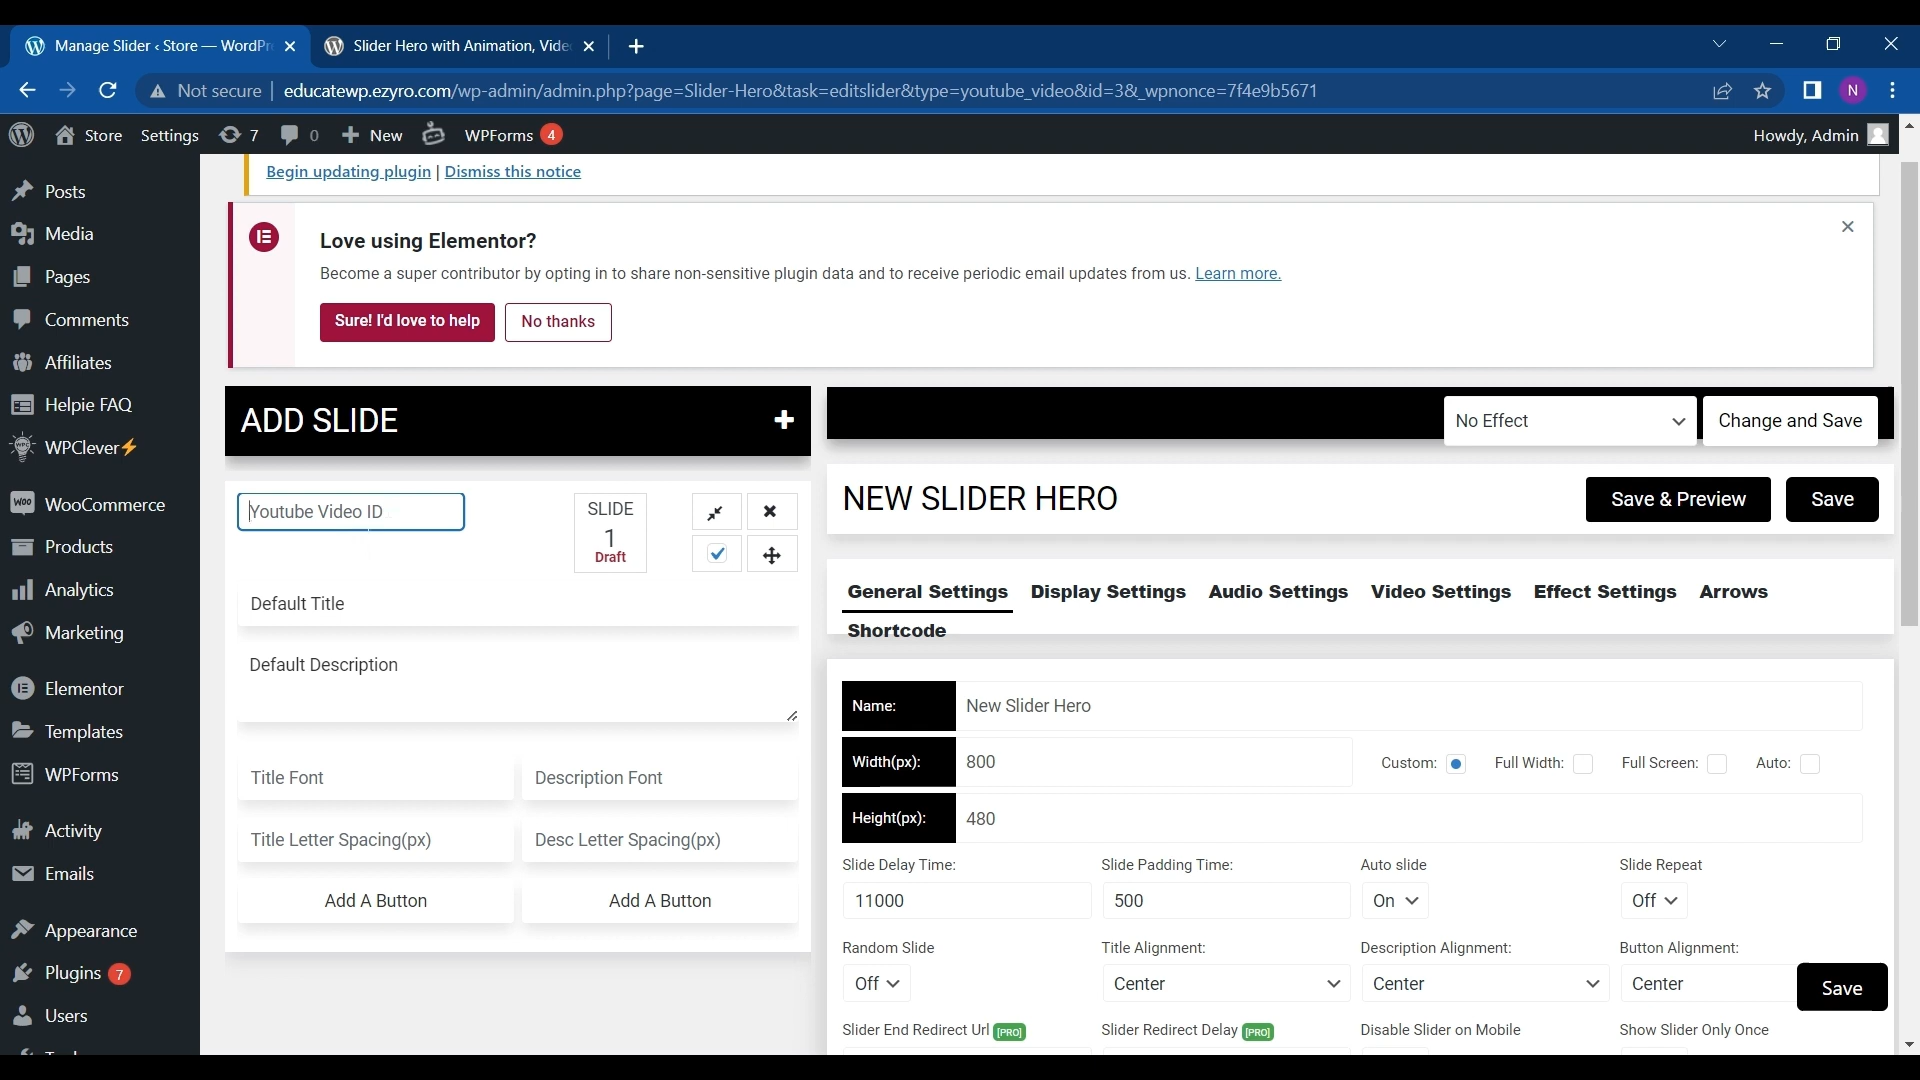 Manage Slider ‹ Store — WordPr
Slider Hero with Animation, Vide
Not secure
educatewp.ezyro.com/wp-admin/admin.php?page=Slider-Hero&task=editslider&type=youtube_video&id=3&_wpnonce=7f4e9b5671
N
Store
Settings
7
0
New
WPForms 4
Howdy, Admin
Begin updating plugin | Dismiss this notice
Posts
Media
Pages
Comments
Affiliates
Helpie FAQ
WPClever⚡
WooCommerce
Products
Analytics
Marketing
Elementor
Templates
WPForms
Activity
Emails
Appearance
Plugins 7
Users
Love using Elementor?
Become a super contributor by opting in to share non-sensitive plugin data and to receive periodic email updates from us. Learn more.
Sure! I'd love to help
No thanks
ADD SLIDE
No Effect
Change and Save
Youtube Video ID
SLIDE
1
Draft
Default Title
Default Description
Title Font
Description Font
Title Letter Spacing(px)
Desc Letter Spacing(px)
Add A Button
Add A Button
NEW SLIDER HERO
Save & Preview
Save
General Settings
Display Settings
Audio Settings
Video Settings
Effect Settings
Arrows
Shortcode
Name:
New Slider Hero
Width(px):
800
Custom:
Full Width:
Full Screen:
Auto:
Height(px):
480
Slide Delay Time:
Slide Padding Time:
Auto slide
Slide Repeat
11000
500
On
Off
Random Slide
Title Alignment:
Description Alignment:
Button Alignment:
Off
Center
Center
Center
Save
Slider End Redirect Url [PRO]
Slider Redirect Delay [PRO]
Disable Slider on Mobile
Show Slider Only Once